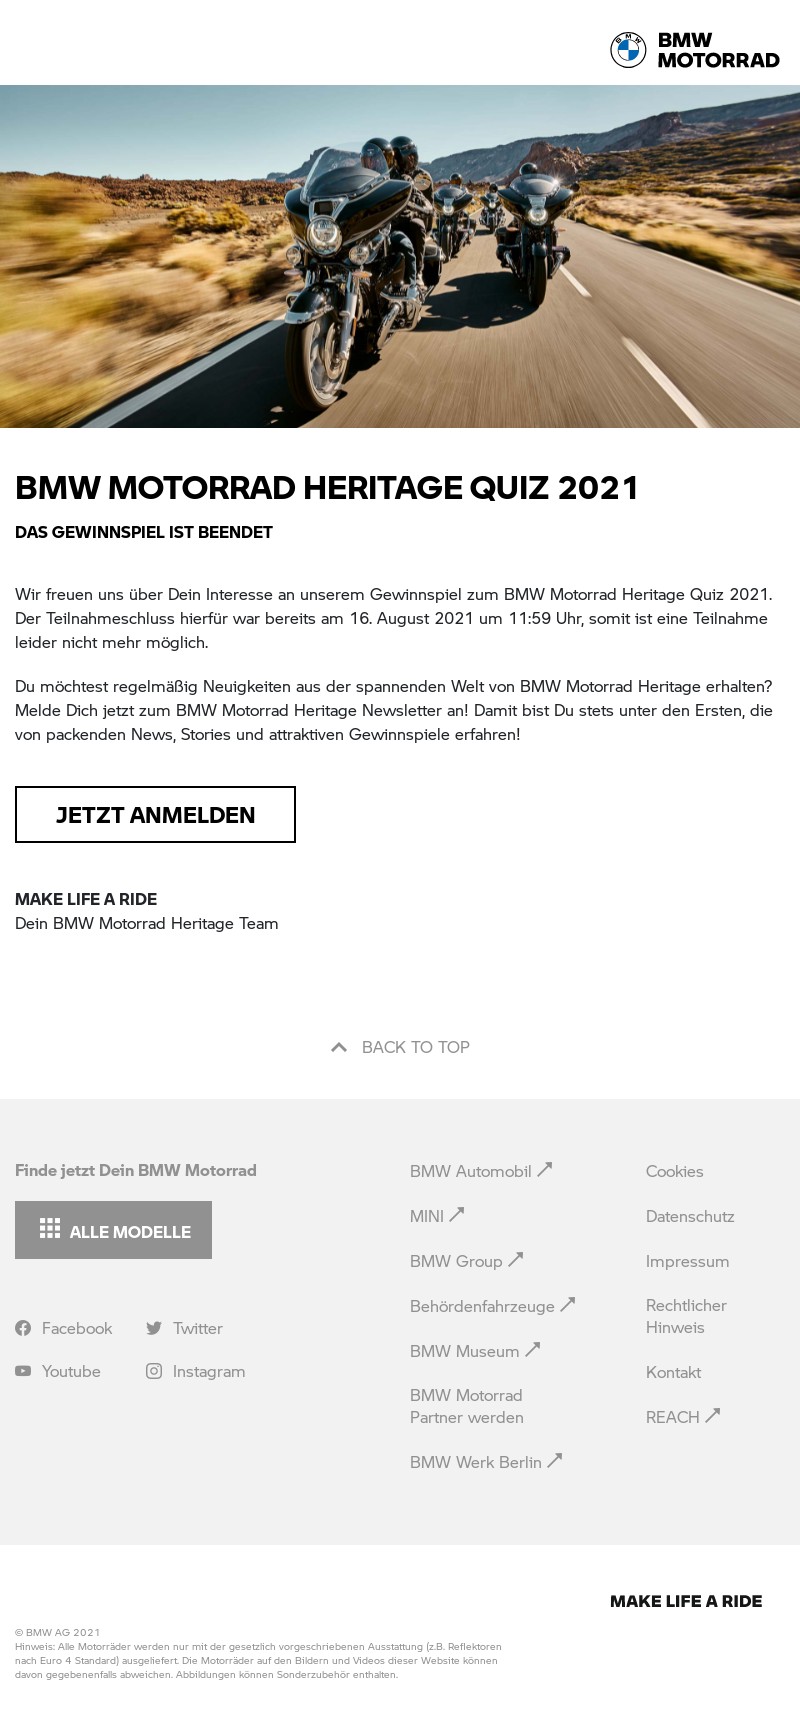 BMW
MOTORRAD
BMW MOTORRAD HERITAGE QUIZ 2021
DAS GEWINNSPIEL IST BEENDET
Wir freuen uns über Dein Interesse an unserem Gewinnspiel zum BMW Motorrad Heritage Quiz 2021.
Der Teilnahmeschluss hierfür war bereits am 16. August 2021 um 11:59 Uhr, somit ist eine Teilnahme
leider nicht mehr möglich.
Du möchtest regelmäßig Neuigkeiten aus der spannenden Welt von BMW Motorrad Heritage erhalten?
Melde Dich jetzt zum BMW Motorrad Heritage Newsletter an! Damit bist Du stets unter den Ersten, die
von packenden News, Stories und attraktiven Gewinnspiele erfahren!
JETZT ANMELDEN
MAKE LIFE A RIDE
Dein BMW Motorrad Heritage Team
BACK TO TOP
Finde jetzt Dein BMW Motorrad
ALLE MODELLE
Facebook
Twitter
Youtube
Instagram
BMW Automobil
MINI
BMW Group
Behördenfahrzeuge
BMW Museum
BMW Motorrad
Partner werden
BMW Werk Berlin
Cookies
Datenschutz
Impressum
Rechtlicher
Hinweis
Kontakt
REACH
MAKE LIFE A RIDE
© BMW AG 2021
Hinweis: Alle Motorräder werden nur mit der gesetzlich vorgeschriebenen Ausstattung (z.B. Reflektoren
nach Euro 4 Standard) ausgeliefert. Die Motorräder auf den Bildern und Videos dieser Website können
davon gegebenenfalls abweichen. Abbildungen können Sonderzubehör enthalten.